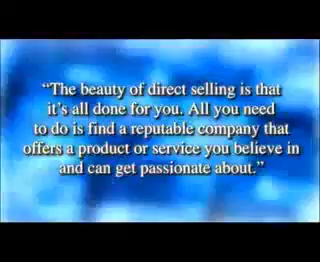 “The beauty of direct selling is that
it's all done for you. All you need
to do is find a reputable company that
offers a product or service you believe in
and can get passionate about.”